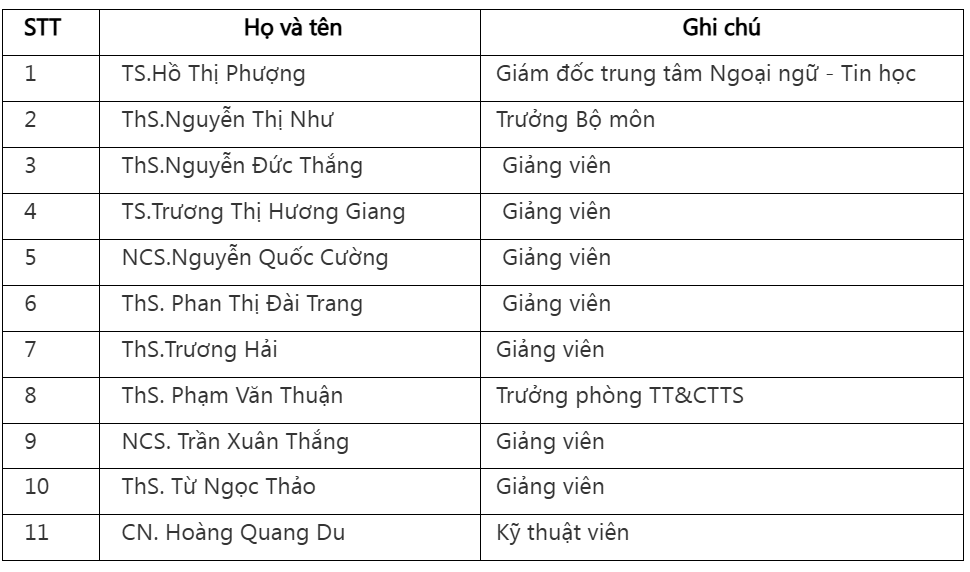 STT Họ và tên Ghi chú
1 TS.Hồ Thị Phượng Giám đốc trung tâm Ngoại ngữ - Tin học
2 ThS.Nguyễn Thị Như Trưởng Bộ môn
3 ThS.Nguyễn Đức Thắng Giảng viên
4 TS.Trương Thị Hương Giang Giảng viên
5 NCS.Nguyễn Quốc Cường Giảng viên
6 ThS. Phan Thị Đài Trang Giảng viên
7 ThS.Trương Hải Giảng viên
8 ThS. Phạm Văn Thuận Trưởng phòng TT&CTTS
9 NCS. Trần Xuân Thắng Giảng viên
10 ThS. Từ Ngọc Thảo Giảng viên
11 CN. Hoàng Quang Du Kỹ thuật viên